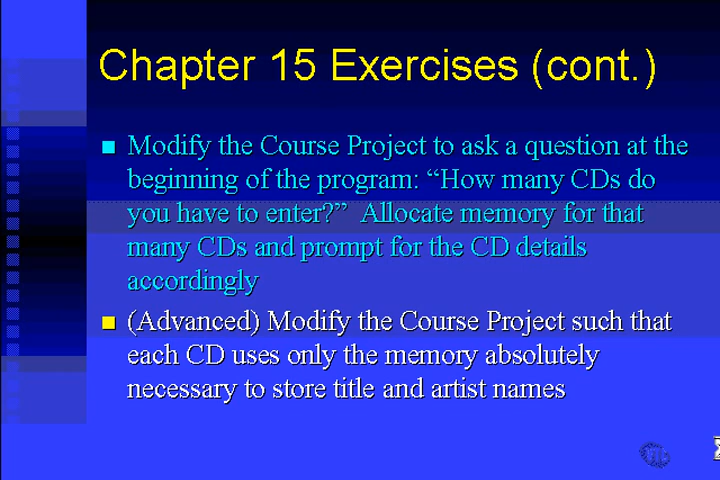 Chapter 15 Exercises (cont.)
Modify the Course Project to ask a question at the
beginning of the program: “How many CDs do
you have to enter?” Allocate memory for that
many CDs and prompt for the CD details
accordingly
(Advanced) Modify the Course Project such that
each CD uses only the memory absolutely
necessary to store title and artist names